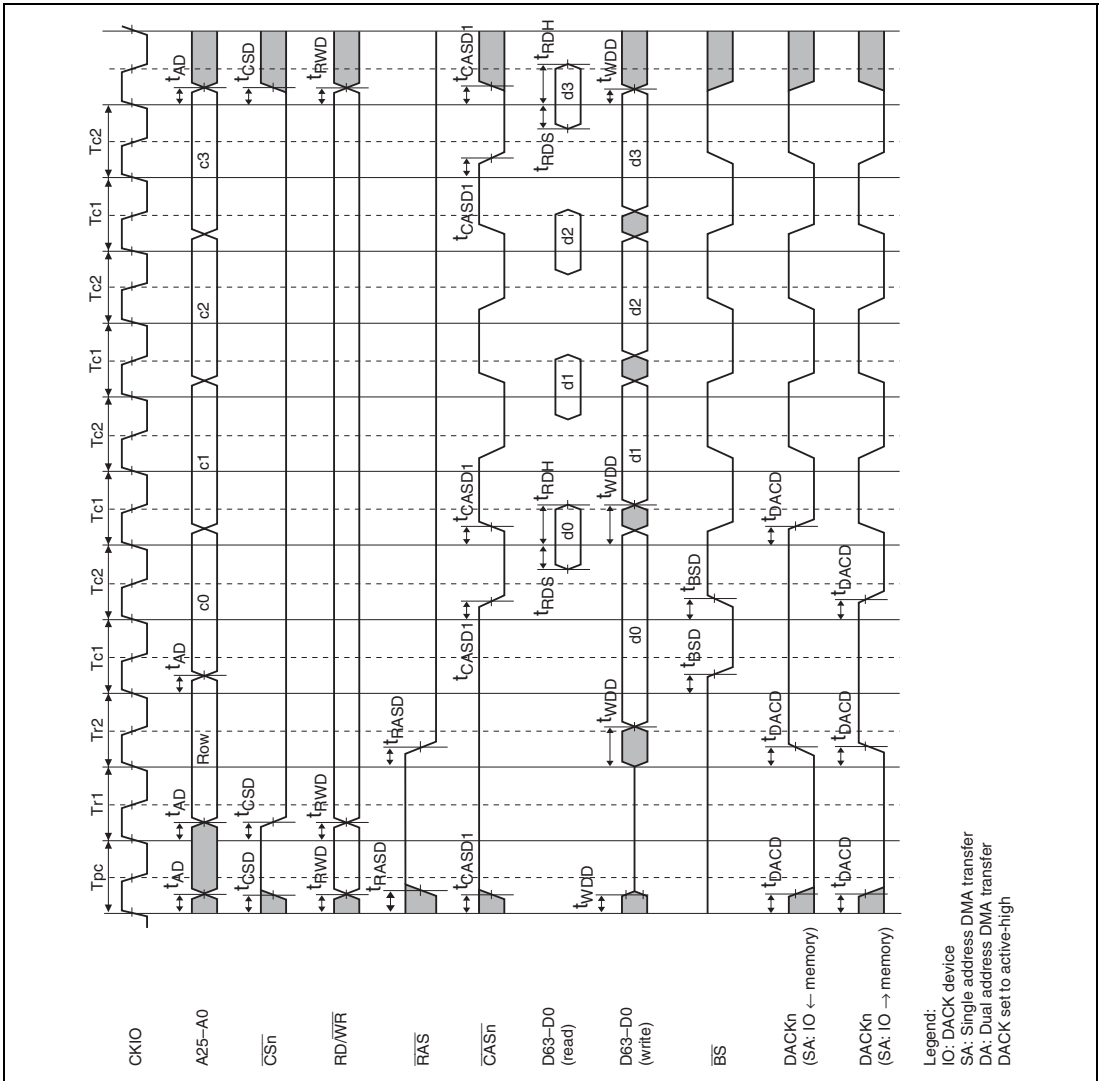 Tpc Tr1 Tr2 Tc1 Tc2 Tc1 Tc2 Tc1 Tc2 Tc1 Tc2
CKIO
tAD tAD tAD tAD
A25–A0 Row c0 c1 c2 c3
tCSD tCSD tCSD
CSn
tRWD tRWD tRWD
RD/WR
tRASD tRASD
RAS
tCASD1 tCASD1 tCASD1 tCASD1 tCASD1
CASn
tRDS tRDH tRDS tRDH
D63–D0 d0 d1 d2 d3
(read)
tWDD tWDD tWDD tWDD
D63–D0 d0 d1 d2 d3
(write)
tBSD tBSD
BS
tDACD tDACD tDACD
DACKn
(SA: IO ← memory)
tDACD tDACD tDACD
DACKn
(SA: IO → memory)
Legend:
IO: DACK device
SA: Single address DMA transfer
DA: Dual address DMA transfer
DACK set to active-high